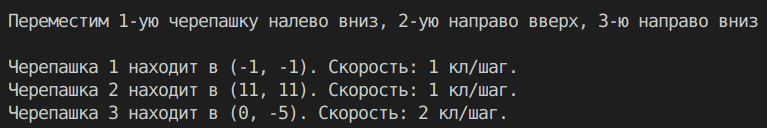 Переместим 1-ую черепашку налево вниз, 2-ую направо вверх, 3-ю направо вниз
Черепашка 1 находит в (-1, -1). Скорость: 1 кл/шаг.
Черепашка 2 находит в (11, 11). Скорость: 1 кл/шаг.
Черепашка 3 находит в (0, -5). Скорость: 2 кл/шаг.